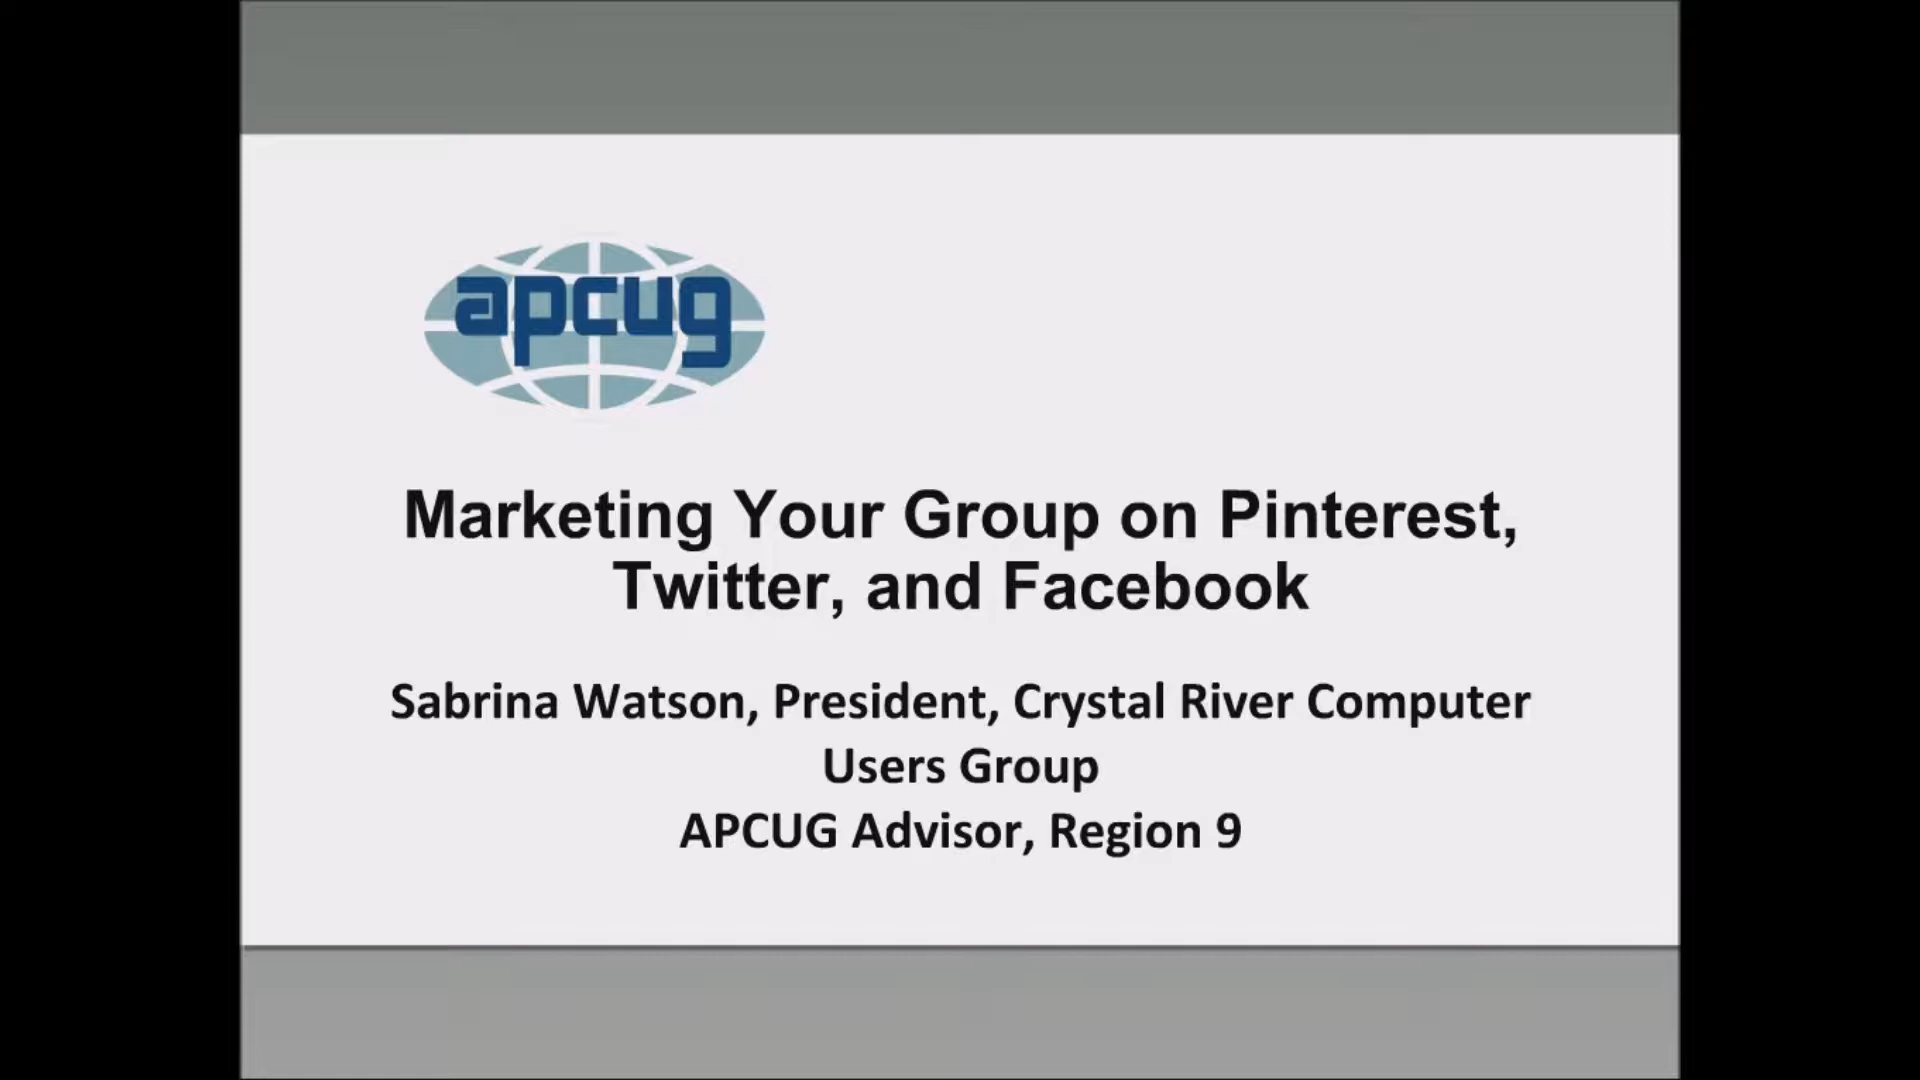 apcug
Marketing Your Group on Pinterest,
Twitter, and Facebook
Sabrina Watson, President, Crystal River Computer
Users Group
APCUG Advisor, Region 9